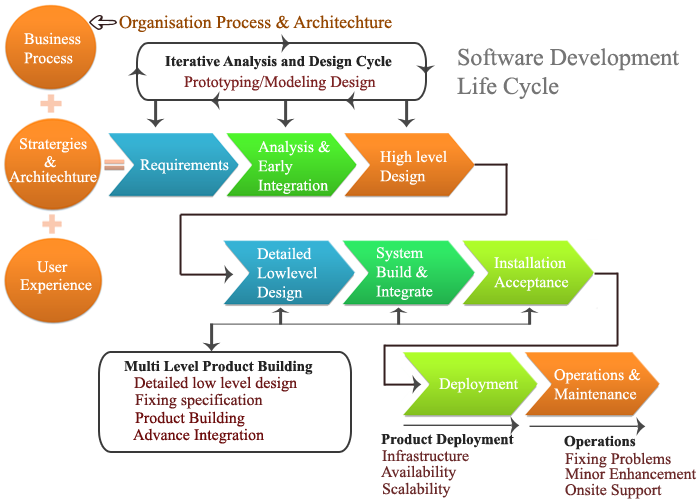 Organisation Process & Architechture
Business
Process
Iterative Analysis and Design Cycle
Prototyping/Modeling Design
Software Development
Life Cycle
Stratergies
&
Architechture
Requirements
Analysis &
Early
Integration
High level
Design
User
Experience
Detailed
Lowlevel
Design
System
Build &
Integrate
Installation
Acceptance
Multi Level Product Building
Detailed low level design
Fixing specification
Product Building
Advance Integration
Deployment
Operations &
Maintenance
Product Deployment
Infrastructure
Availability
Scalability
Operations
Fixing Problems
Minor Enhancement
Onsite Support